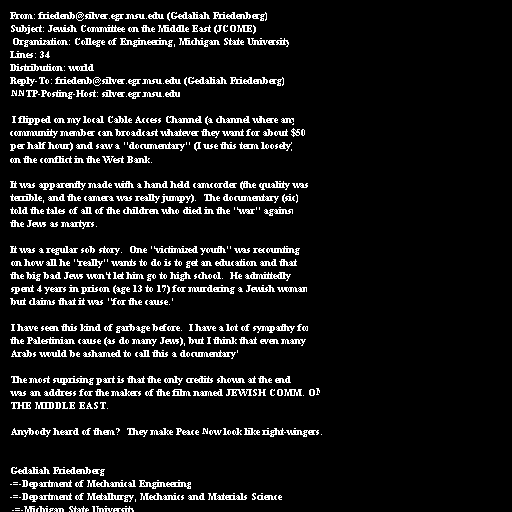 From: friedenb@silver.egr.msu.edu (Gedaliah Friedenberg)
Subject: Jewish Committee on the Middle East (JCOME)
Organization: College of Engineering, Michigan State University
Lines: 34
Distribution: world
Reply-To: friedenb@silver.egr.msu.edu (Gedaliah Friedenberg)
NNTP-Posting-Host: silver.egr.msu.edu

I flipped on my local Cable Access Channel (a channel where any
community member can broadcast whatever they want for about $50
per half hour) and saw a "documentary" (I use this term loosely)
on the conflict in the West Bank.

It was apparently made with a hand held camcorder (the quality was
terrible, and the camera was really jumpy).  The documentary (sic)
told the tales of all of the children who died in the "war" against
the Jews as martyrs.

It was a regular sob story.  One "victimized youth" was recounting
on how all he "really" wants to do is to get an education and that
the big bad Jews won't let him go to high school.  He admittedly
spent 4 years in prison (age 13 to 17) for murdering a Jewish woman
but claims that it was "for the cause."

I have seen this kind of garbage before.  I have a lot of sympathy for
the Palestinian cause (as do many Jews), but I think that even many
Arabs would be ashamed to call this a documentary'

The most suprising part is that the only credits shown at the end
was an address for the makers of the film named JEWISH COMM. ON
THE MIDDLE EAST.

Anybody heard of them?  They make Peace Now look like right-wingers.

Gedaliah Friedenberg
-=-Department of Mechanical Engineering
-=-Department of Metallurgy, Mechanics and Materials Science
-=-Michigan State University